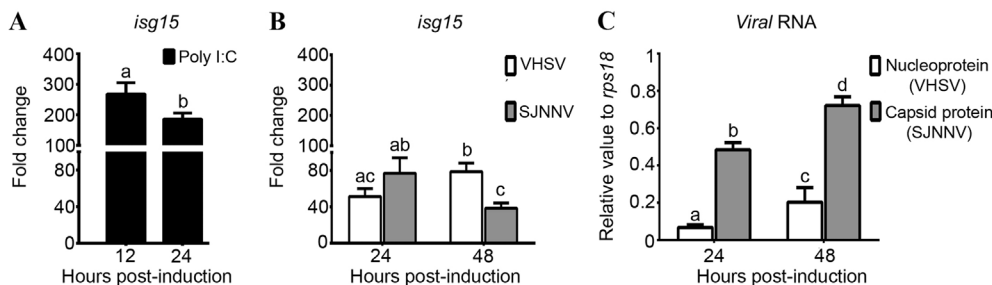 A
isg15
Fold change
400
300
200
100
80
40
0
a
b
Poly I:C
12
24
Hours post-induction
B
isg15
Fold change
400
300
200
100
80
40
0
VHSV
SJNNV
ac
ab
b
c
24
48
Hours post-induction
C
Viral RNA
Relative value to rps18
1
0.8
0.6
0.4
0.2
0
a
b
c
d
Nucleoprotein
(VHSV)
Capsid protein
(SJNNV)
24
48
Hours post-induction